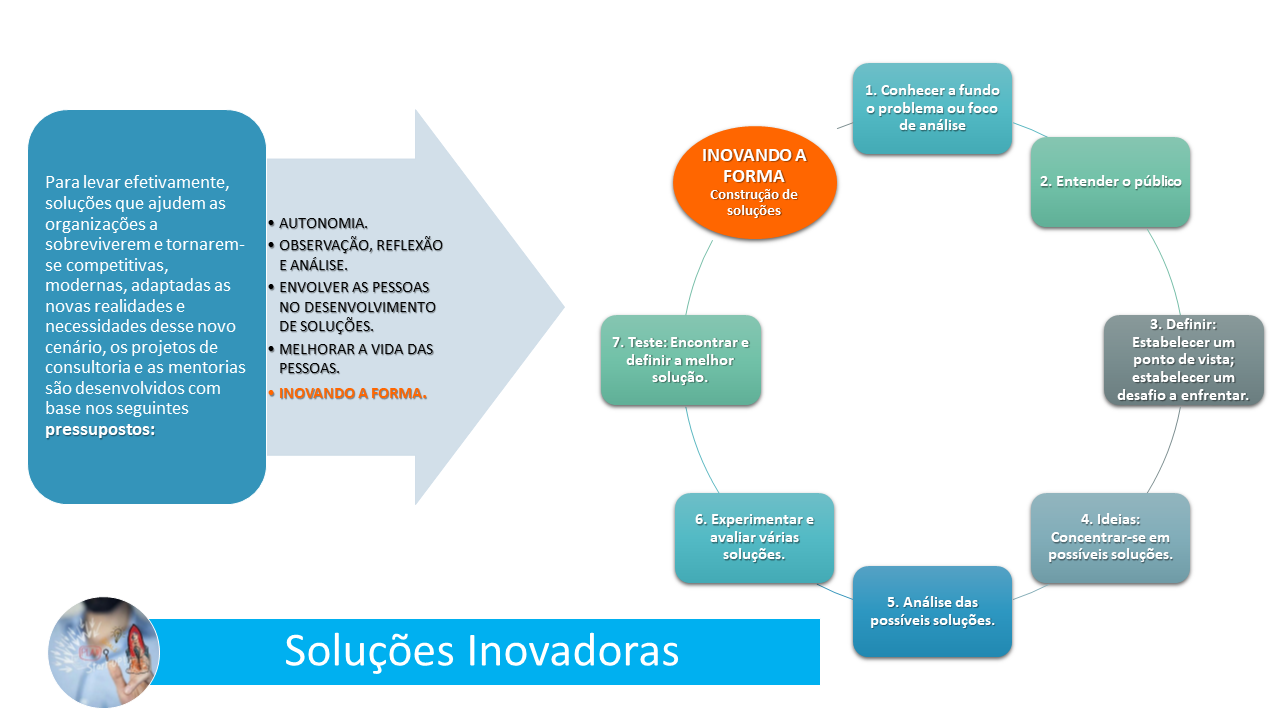 Para levar efetivamente,
soluções que ajudem as
organizações a
sobreviverem e tornarem-
se competitivas,
modernas, adaptadas as
novas realidades e
necessidades desse novo
cenário, os projetos de
consultoria e as mentorias
são desenvolvidos com
base nos seguintes
pressupostos:
• AUTONOMIA.
• OBSERVAÇÃO, REFLEXÃO
E ANÁLISE.
• ENVOLVER AS PESSOAS
NO DESENVOLVIMENTO
DE SOLUÇÕES.
• MELHORAR A VIDA DAS
PESSOAS.
• INOVANDO A FORMA.
INOVANDO A
FORMA
Construção de
soluções
1. Conhecer a fundo
o problema ou foco
de análise
2. Entender o público
3. Definir:
Estabelecer um
ponto de vista;
estabelecer um
desafio a enfrentar.
4. Ideias:
Concentrar-se em
possíveis soluções.
5. Análise das
possíveis soluções.
6. Experimentar e
avaliar várias
soluções.
7. Teste: Encontrar e
definir a melhor
solução.
Soluções Inovadoras